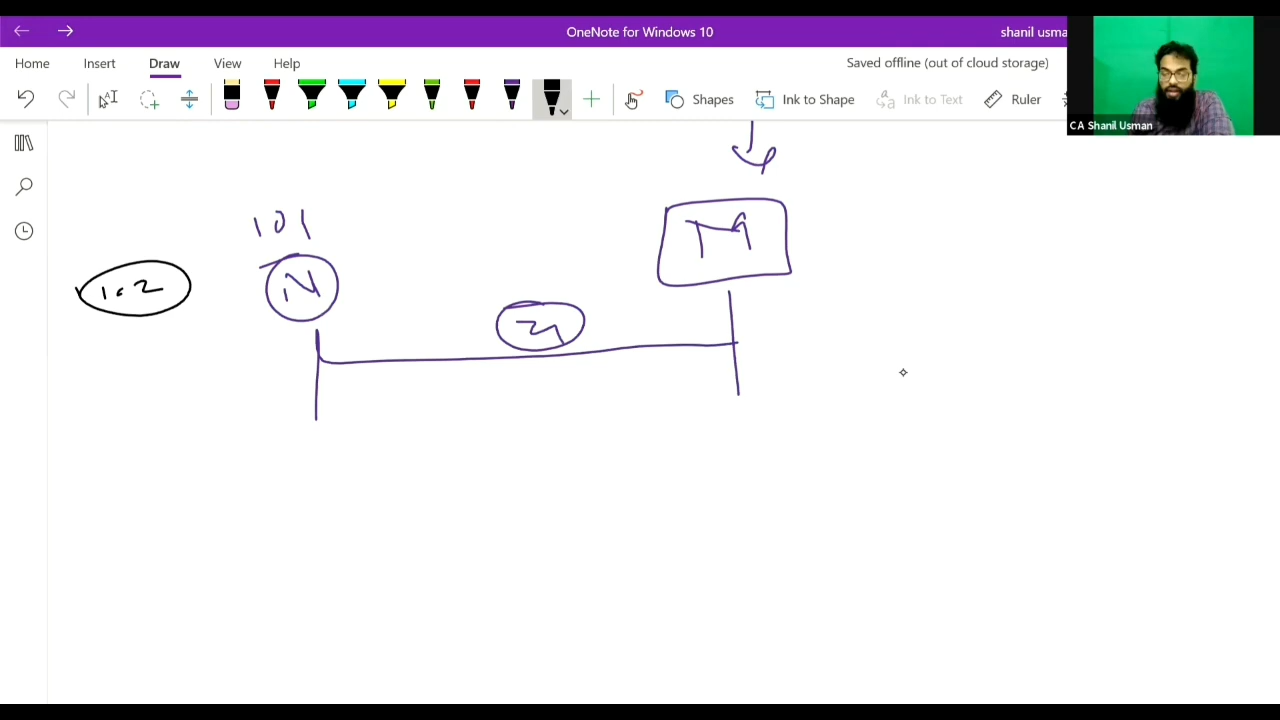 OneNote for Windows 10
shanil usma
Home Insert Draw View Help
Saved offline (out of cloud storage)
Shapes Ink to Shape Ink to Text Ruler
CA Shanil Usman
101
N
M